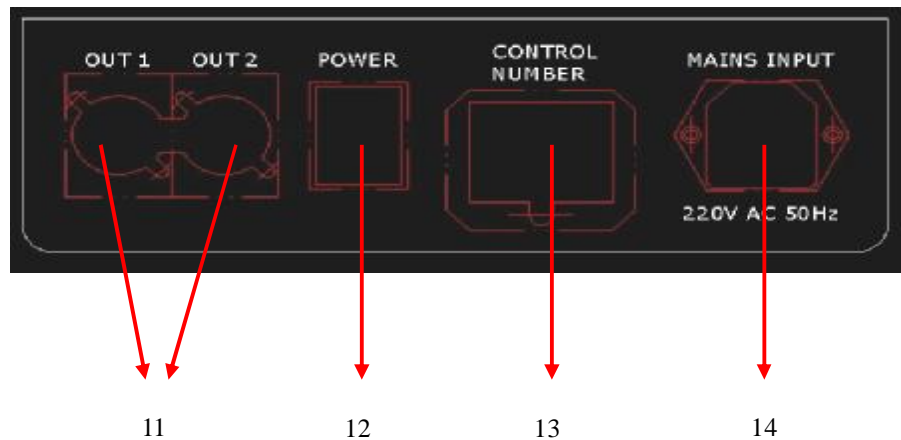 OUT 1 OUT 2 POWER CONTROL NUMBER MAINS INPUT
220V AC 50Hz
11 12 13 14